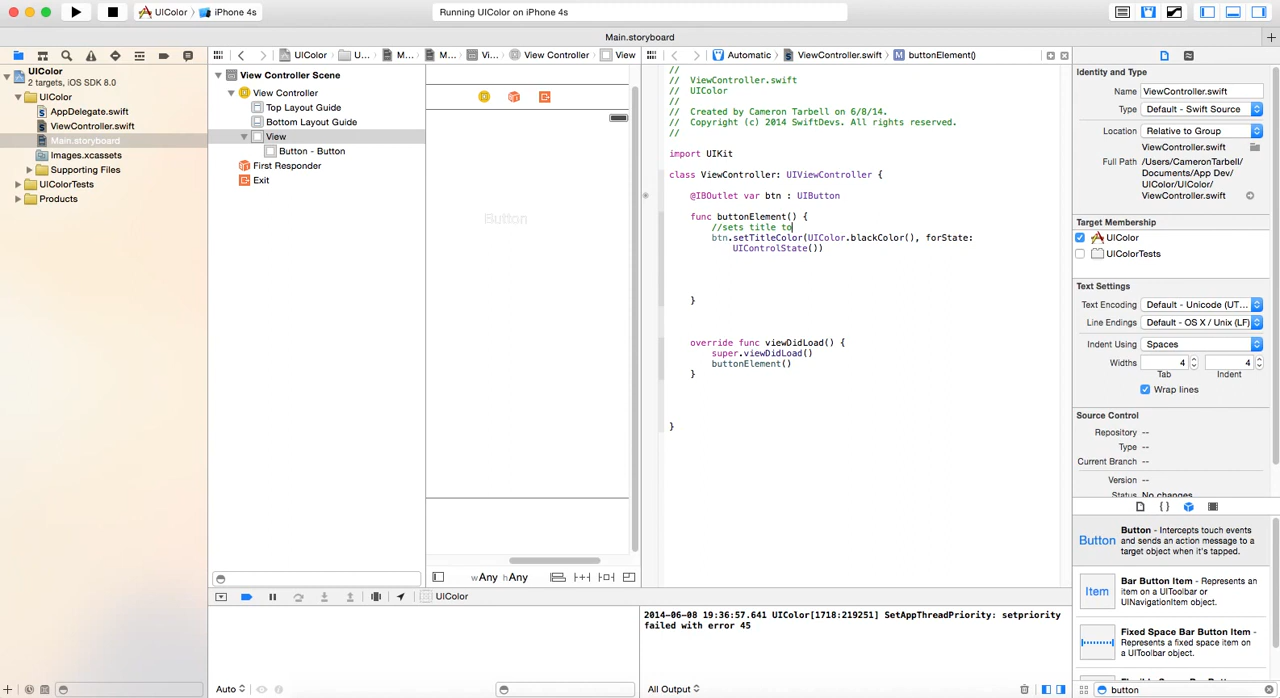 UIColor
iPhone 4s
Running UIColor on iPhone 4s
Main.storyboard
UIColor
2 targets, iOS SDK 8.0
UIColor
AppDelegate.swift
ViewController.swift
Main.storyboard
Images.xcassets
Supporting Files
UIColorTests
Products
UIColor
U...
M...
M...
Vi...
View Controller
View
View Controller Scene
View Controller
Top Layout Guide
Bottom Layout Guide
View
Button - Button
First Responder
Exit
Button
wAny hAny
Automatic
ViewController.swift
buttonElement()
//
// ViewController.swift
// UIColor
//
// Created by Cameron Tarbell on 6/8/14.
// Copyright (c) 2014 SwiftDevs. All rights reserved.
//
import UIKit
class ViewController: UIViewController {
@IBOutlet var btn : UIButton
func buttonElement() {
//sets title to
btn.setTitleColor(UIColor.blackColor(), forState:
UIControlState())
}
override func viewDidLoad() {
super.viewDidLoad()
buttonElement()
}
}
UIColor
2014-06-08 19:36:57.641 UIColor[1718:219251] SetAppThreadPriority: setpriority
failed with error 45
Auto
All Output
Identity and Type
Name ViewController.swift
Type Default - Swift Source
Location Relative to Group
ViewController.swift
Full Path /Users/CameronTarbell/
Documents/App Dev/
UIColor/UIColor/
ViewController.swift
Target Membership
UIColor
UIColorTests
Text Settings
Text Encoding Default - Unicode (UT...
Line Endings Default - OS X / Unix (LF)
Indent Using Spaces
Widths 4 4
Tab Indent
Wrap lines
Source Control
Repository --
Type --
Current Branch --
Version --
Status No changes
Button
Button - Intercepts touch events
and sends an action message to a
target object when it's tapped.
Item
Bar Button Item - Represents an
item on a UIToolbar or
UINavigationItem object.
Fixed Space Bar Button Item -
Represents a fixed space item on
a UIToolbar object.
button